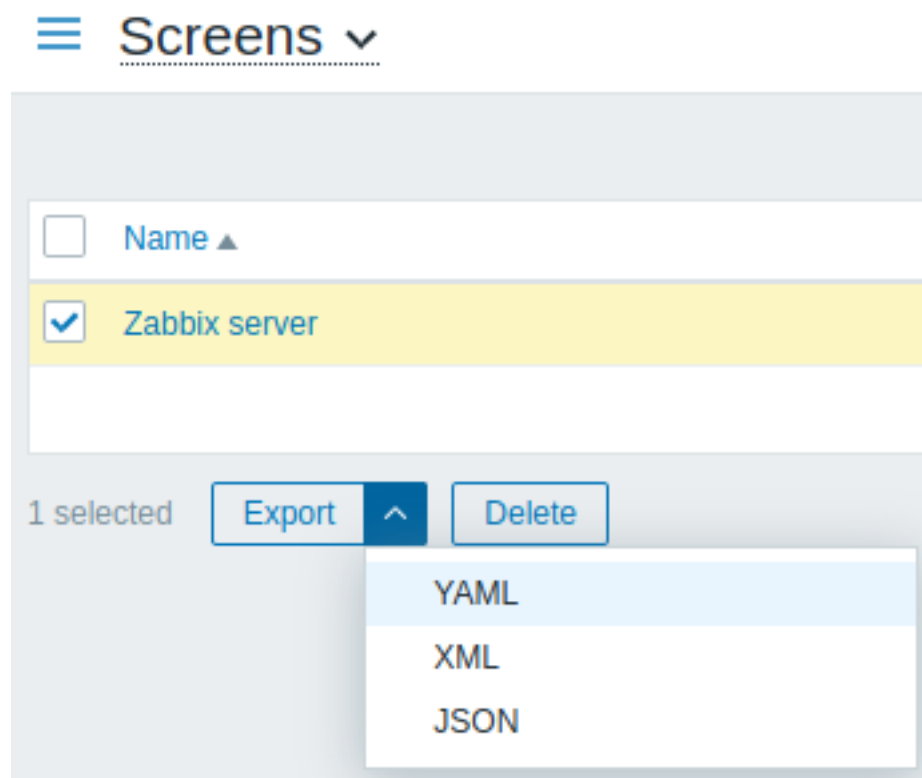 Screens
Name
Zabbix server
1 selected Export Delete
YAML
XML
JSON